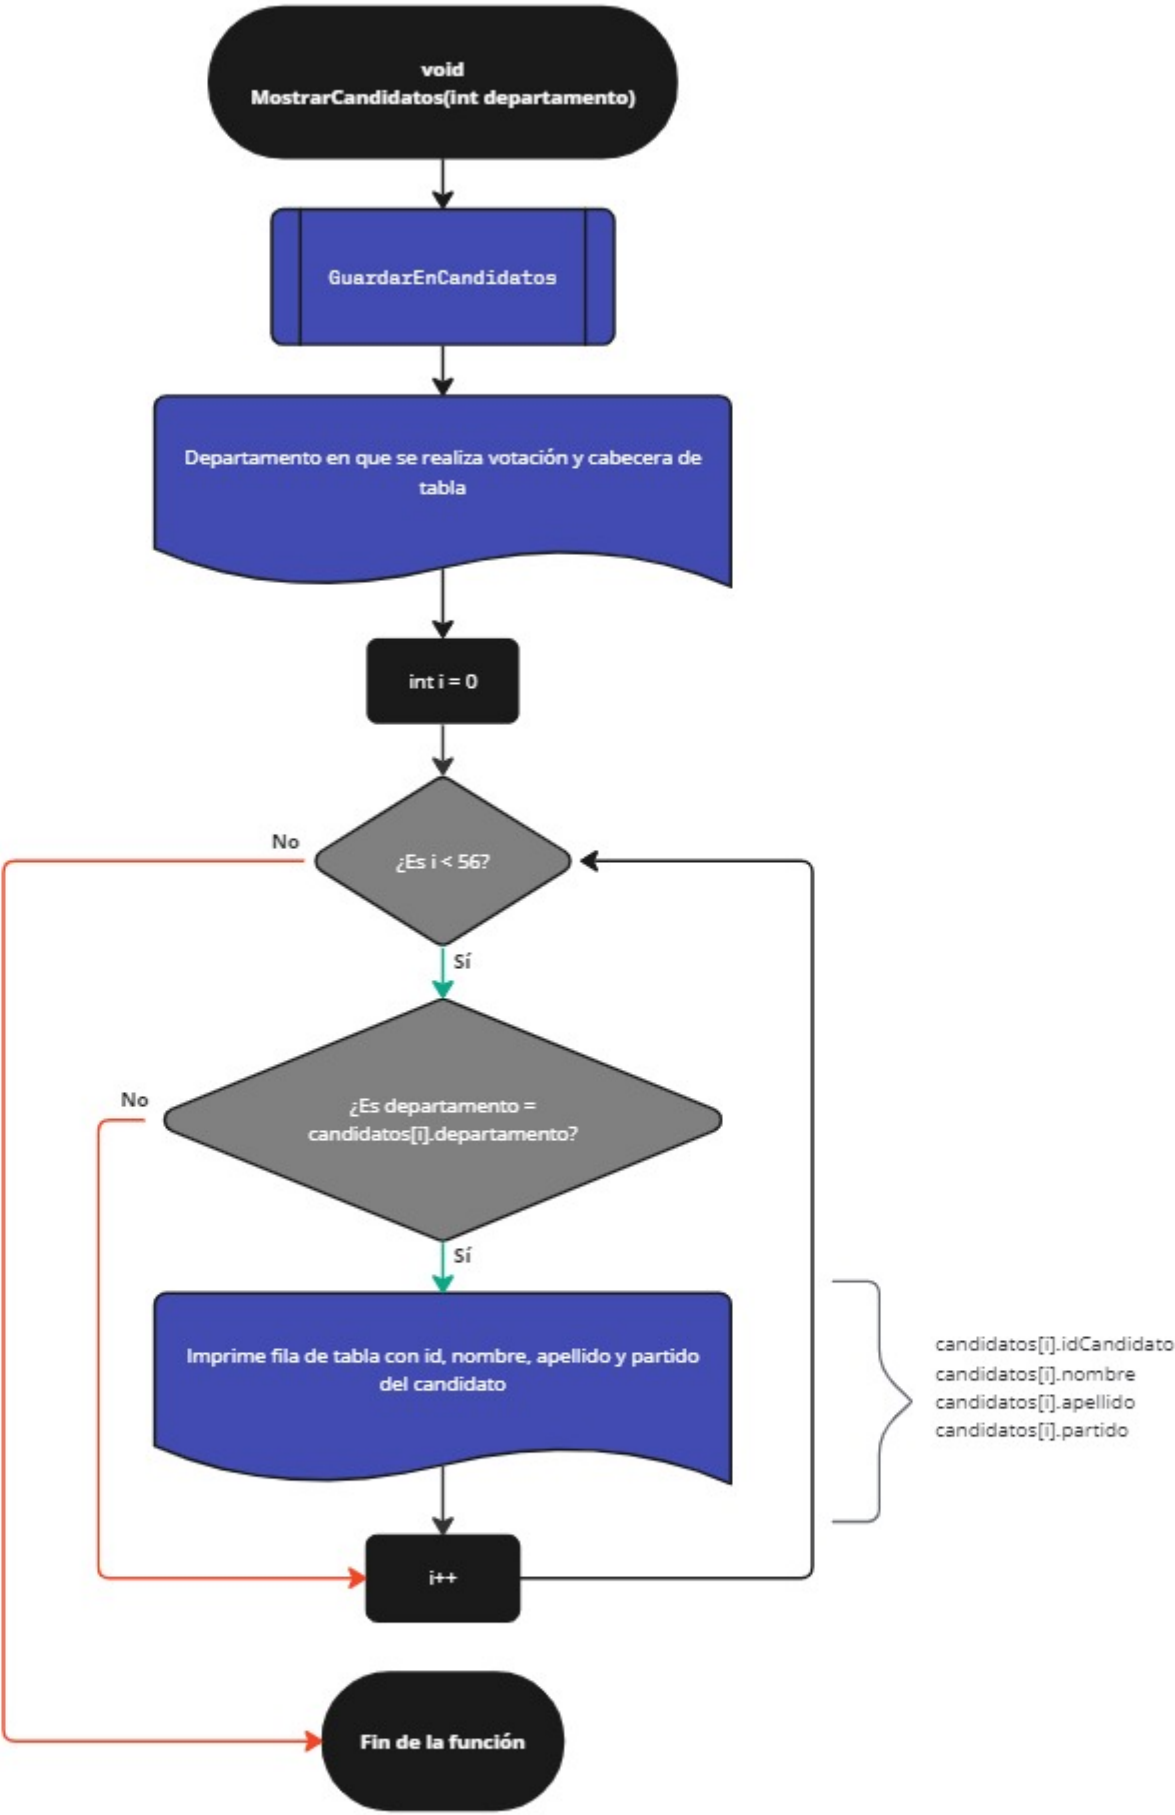 void
MostrarCandidatos(int departamento)
GuardarEnCandidatos
Departamento en que se realiza votación y cabecera de
tabla
int i = 0
No
¿Es i < 56?
Sí
No
¿Es departamento =
candidatos[i].departamento?
Sí
Imprime fila de tabla con id, nombre, apellido y partido
del candidato
candidatos[i].idCandidato
candidatos[i].nombre
candidatos[i].apellido
candidatos[i].partido
i++
Fin de la función